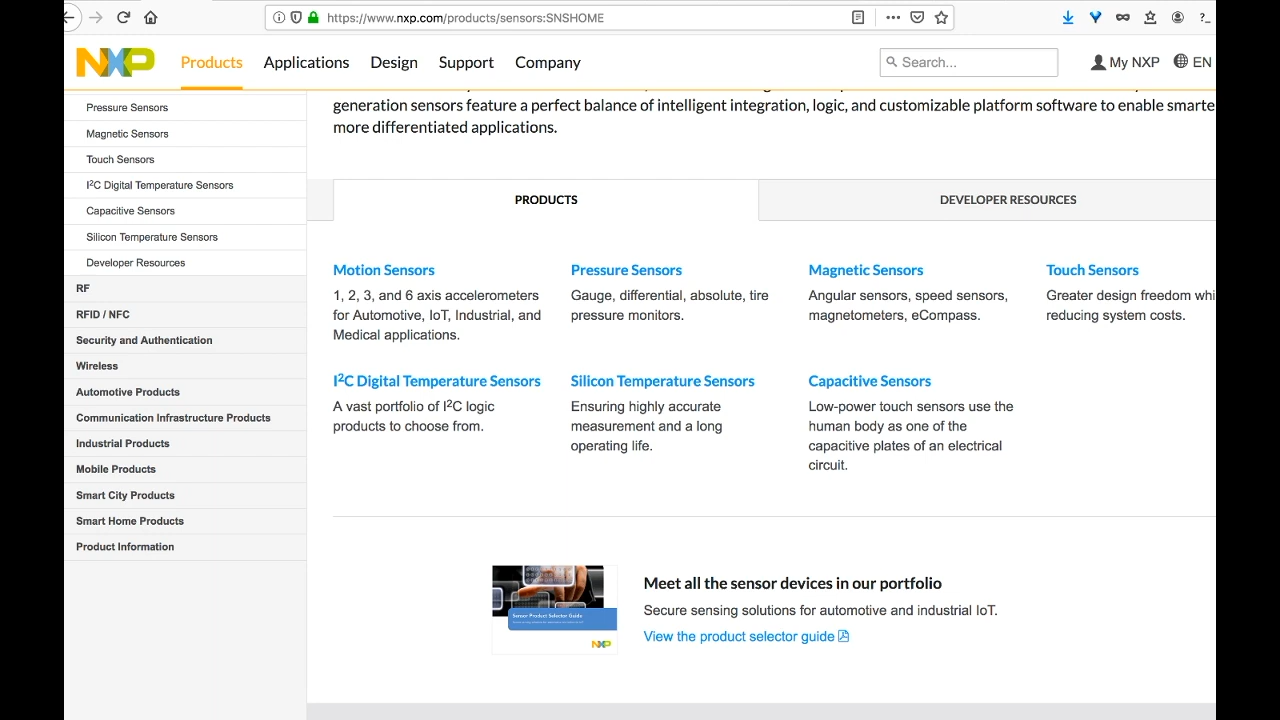 https://www.nxp.com/products/sensors:SNSHOME
NXP
Products
Applications
Design
Support
Company
Search...
My NXP
EN
Pressure Sensors
Magnetic Sensors
Touch Sensors
I²C Digital Temperature Sensors
Capacitive Sensors
Silicon Temperature Sensors
Developer Resources
RF
RFID / NFC
Security and Authentication
Wireless
Automotive Products
Communication Infrastructure Products
Industrial Products
Mobile Products
Smart City Products
Smart Home Products
Product Information
generation sensors feature a perfect balance of intelligent integration, logic, and customizable platform software to enable smarte
more differentiated applications.
PRODUCTS
DEVELOPER RESOURCES
Motion Sensors
1, 2, 3, and 6 axis accelerometers
for Automotive, IoT, Industrial, and
Medical applications.
Pressure Sensors
Gauge, differential, absolute, tire
pressure monitors.
Magnetic Sensors
Angular sensors, speed sensors,
magnetometers, eCompass.
Touch Sensors
Greater design freedom whi
reducing system costs.
I²C Digital Temperature Sensors
A vast portfolio of I²C logic
products to choose from.
Silicon Temperature Sensors
Ensuring highly accurate
measurement and a long
operating life.
Capacitive Sensors
Low-power touch sensors use the
human body as one of the
capacitive plates of an electrical
circuit.
Sensor Product Selector Guide
NXP
Meet all the sensor devices in our portfolio
Secure sensing solutions for automotive and industrial IoT.
View the product selector guide